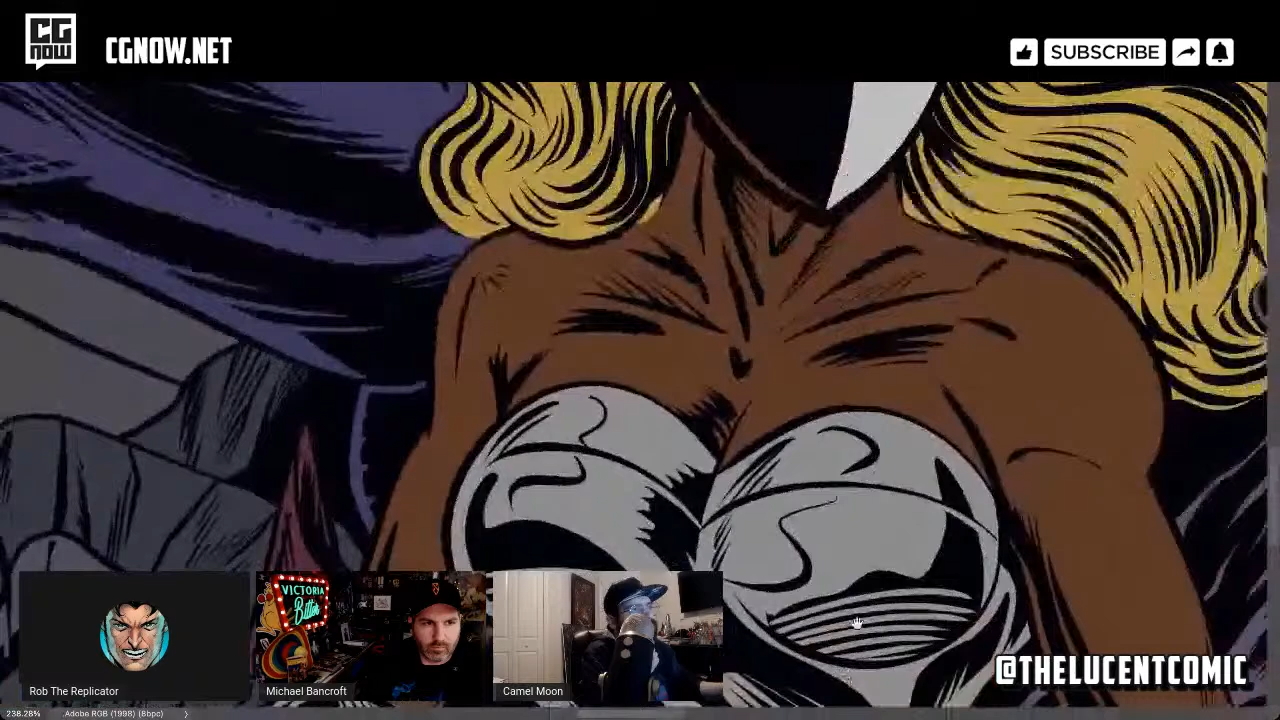 CG
NOW
CGNOW.NET
SUBSCRIBE
VICTORIA
Bitter
Rob The Replicator
Michael Bancroft
Camel Moon
@THELUCENTCOMIC
238.28%
Adobe RGB (1998) (8bpc)